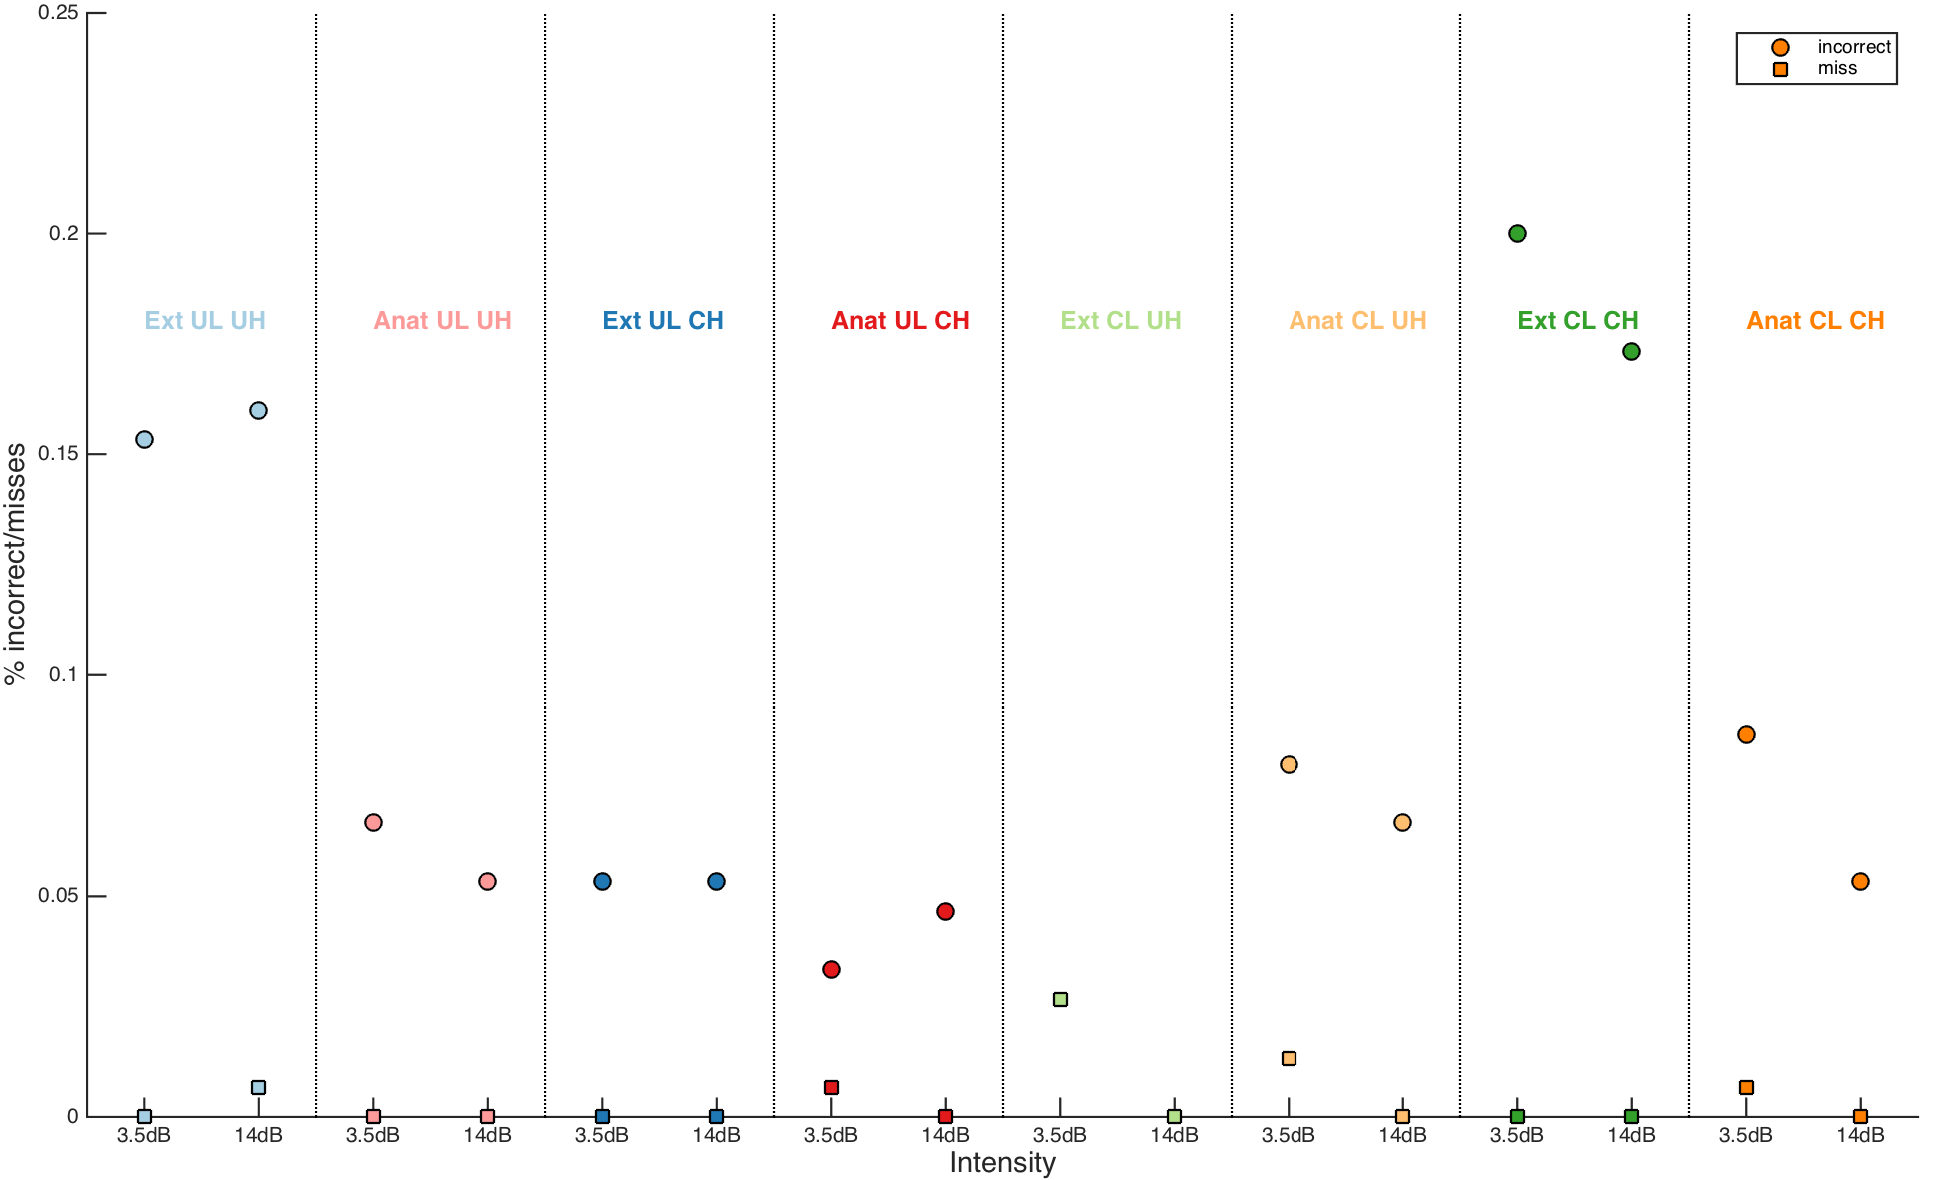 0.25
incorrect
miss
0.2
Ext UL UH Anat UL UH Ext UL CH Anat UL CH Ext CL UH Anat CL UH Ext CL CH Anat CL CH
0.15
% incorrect/misses
0.1
0.05
0
3.5dB 14dB 3.5dB 14dB 3.5dB 14dB 3.5dB 14dB 3.5dB 14dB 3.5dB 14dB 3.5dB 14dB 3.5dB 14dB
Intensity